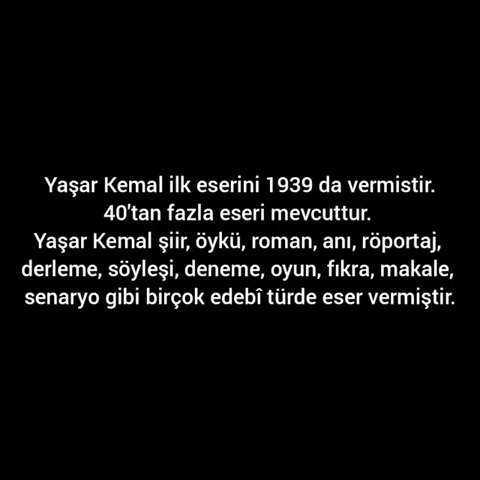 Yaşar Kemal ilk eserini 1939 da vermistir.
40'tan fazla eseri mevcuttur.
Yaşar Kemal şiir, öykü, roman, anı, röportaj,
derleme, söyleşi, deneme, oyun, fıkra, makale,
senaryo gibi birçok edebî türde eser vermiştir.